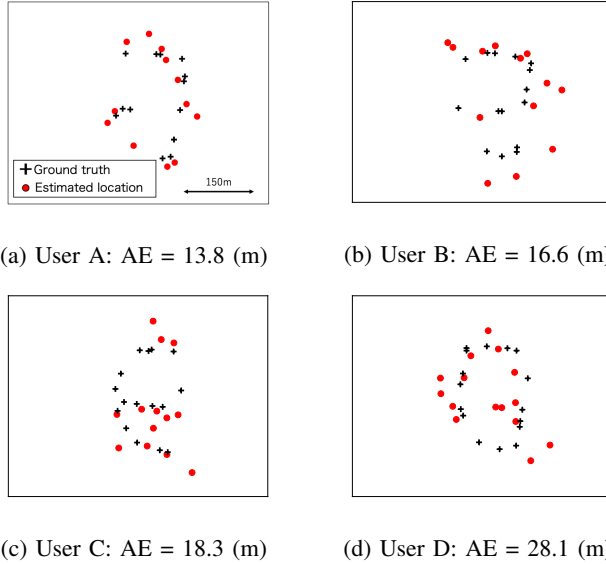 Ground truth
Estimated location
150m
(a) User A: AE = 13.8 (m)
(b) User B: AE = 16.6 (m)
(c) User C: AE = 18.3 (m)
(d) User D: AE = 28.1 (m)